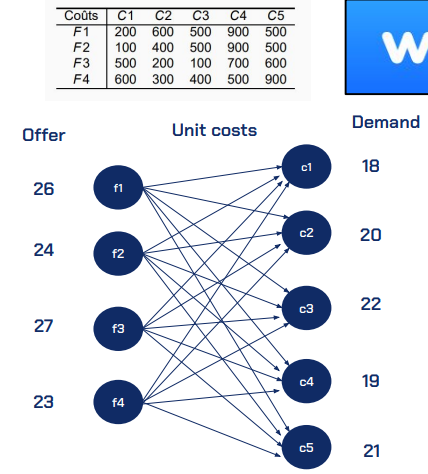 Coûts C1 C2 C3 C4 C5
F1 200 600 500 900 500
F2 100 400 500 900 500
F3 500 200 100 700 600
F4 600 300 400 500 900
W
Offer Unit costs Demand
26 f1 c1 18
24 f2 c2 20
27 f3 c3 22
23 f4 c4 19
c5 21